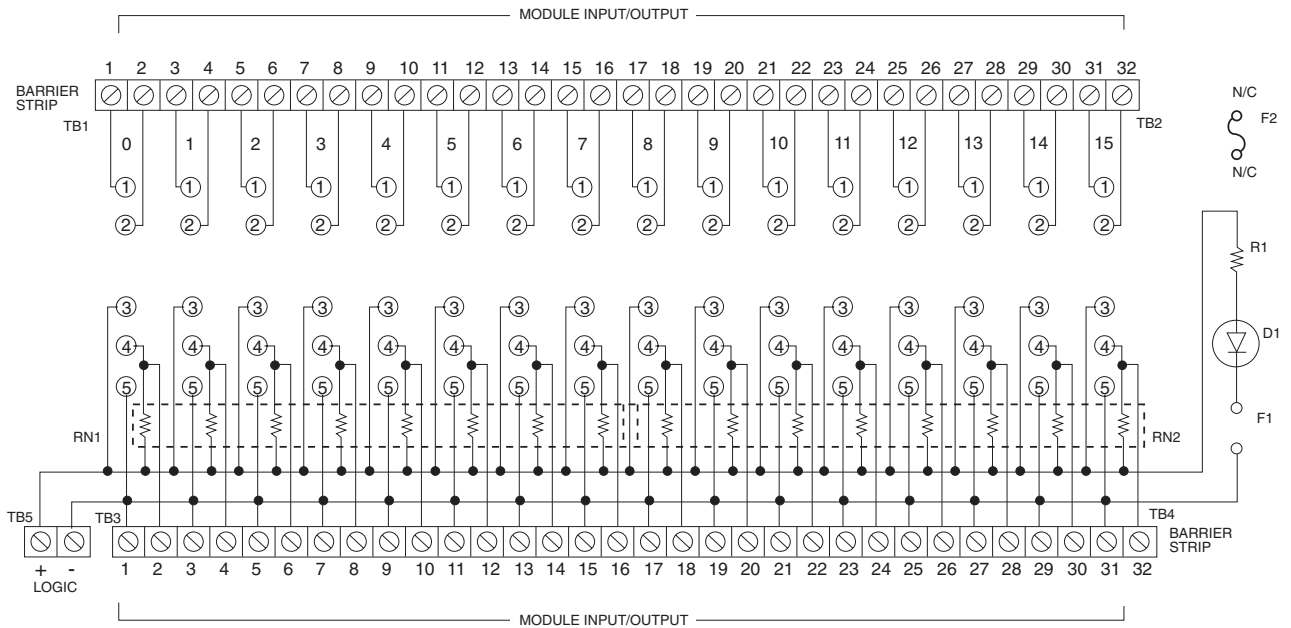 MODULE INPUT/OUTPUT
1 2 3 4 5 6 7 8 9 10 11 12 13 14 15 16 17 18 19 20 21 22 23 24 25 26 27 28 29 30 31 32
BARRIER
STRIP
TB1
TB2
N/C
F2
N/C
0 1 2 3 4 5 6 7 8 9 10 11 12 13 14 15
1 1 1 1 1 1 1 1 1 1 1 1 1 1 1 1
2 2 2 2 2 2 2 2 2 2 2 2 2 2 2 2
R1
3 3 3 3 3 3 3 3 3 3 3 3 3 3 3 3
D1
4 4 4 4 4 4 4 4 4 4 4 4 4 4 4 4
5 5 5 5 5 5 5 5 5 5 5 5 5 5 5 5
F1
RN1
RN2
TB5
TB3
TB4
BARRIER
STRIP
+ -
LOGIC
1 2 3 4 5 6 7 8 9 10 11 12 13 14 15 16 17 18 19 20 21 22 23 24 25 26 27 28 29 30 31 32
MODULE INPUT/OUTPUT